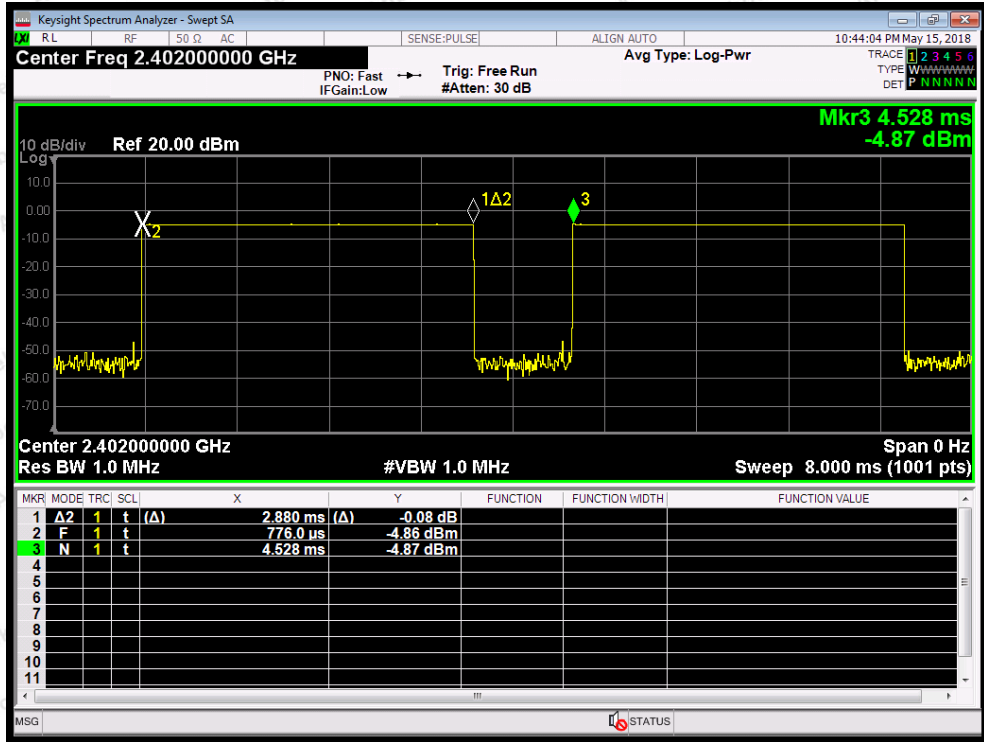 Keysight Spectrum Analyzer - Swept SA
LXI RL RF 50 Ω AC SENSE:PULSE ALIGN AUTO 10:44:04 PM May 15, 2018
Center Freq 2.402000000 GHz Avg Type: Log-Pwr TRACE 1 2 3 4 5 6
PNO: Fast Trig: Free Run TYPE W W W W W W
IFGain:Low #Atten: 30 dB DET P N N N N N
Mkr3 4.528 ms
10 dB/div Ref 20.00 dBm -4.87 dBm
Log
10.0
0.00
-10.0
-20.0
-30.0
-40.0
-50.0
-60.0
-70.0
X2
1Δ2
3
Center 2.402000000 GHz Span 0 Hz
Res BW 1.0 MHz #VBW 1.0 MHz Sweep 8.000 ms (1001 pts)
MKR MODE TRC SCL X Y FUNCTION FUNCTION WIDTH FUNCTION VALUE
1 Δ2 1 t (Δ) 2.880 ms (Δ) -0.08 dB
2 F 1 t 776.0 µs -4.86 dBm
3 N 1 t 4.528 ms -4.87 dBm
4
5
6
7
8
9
10
11
MSG STATUS